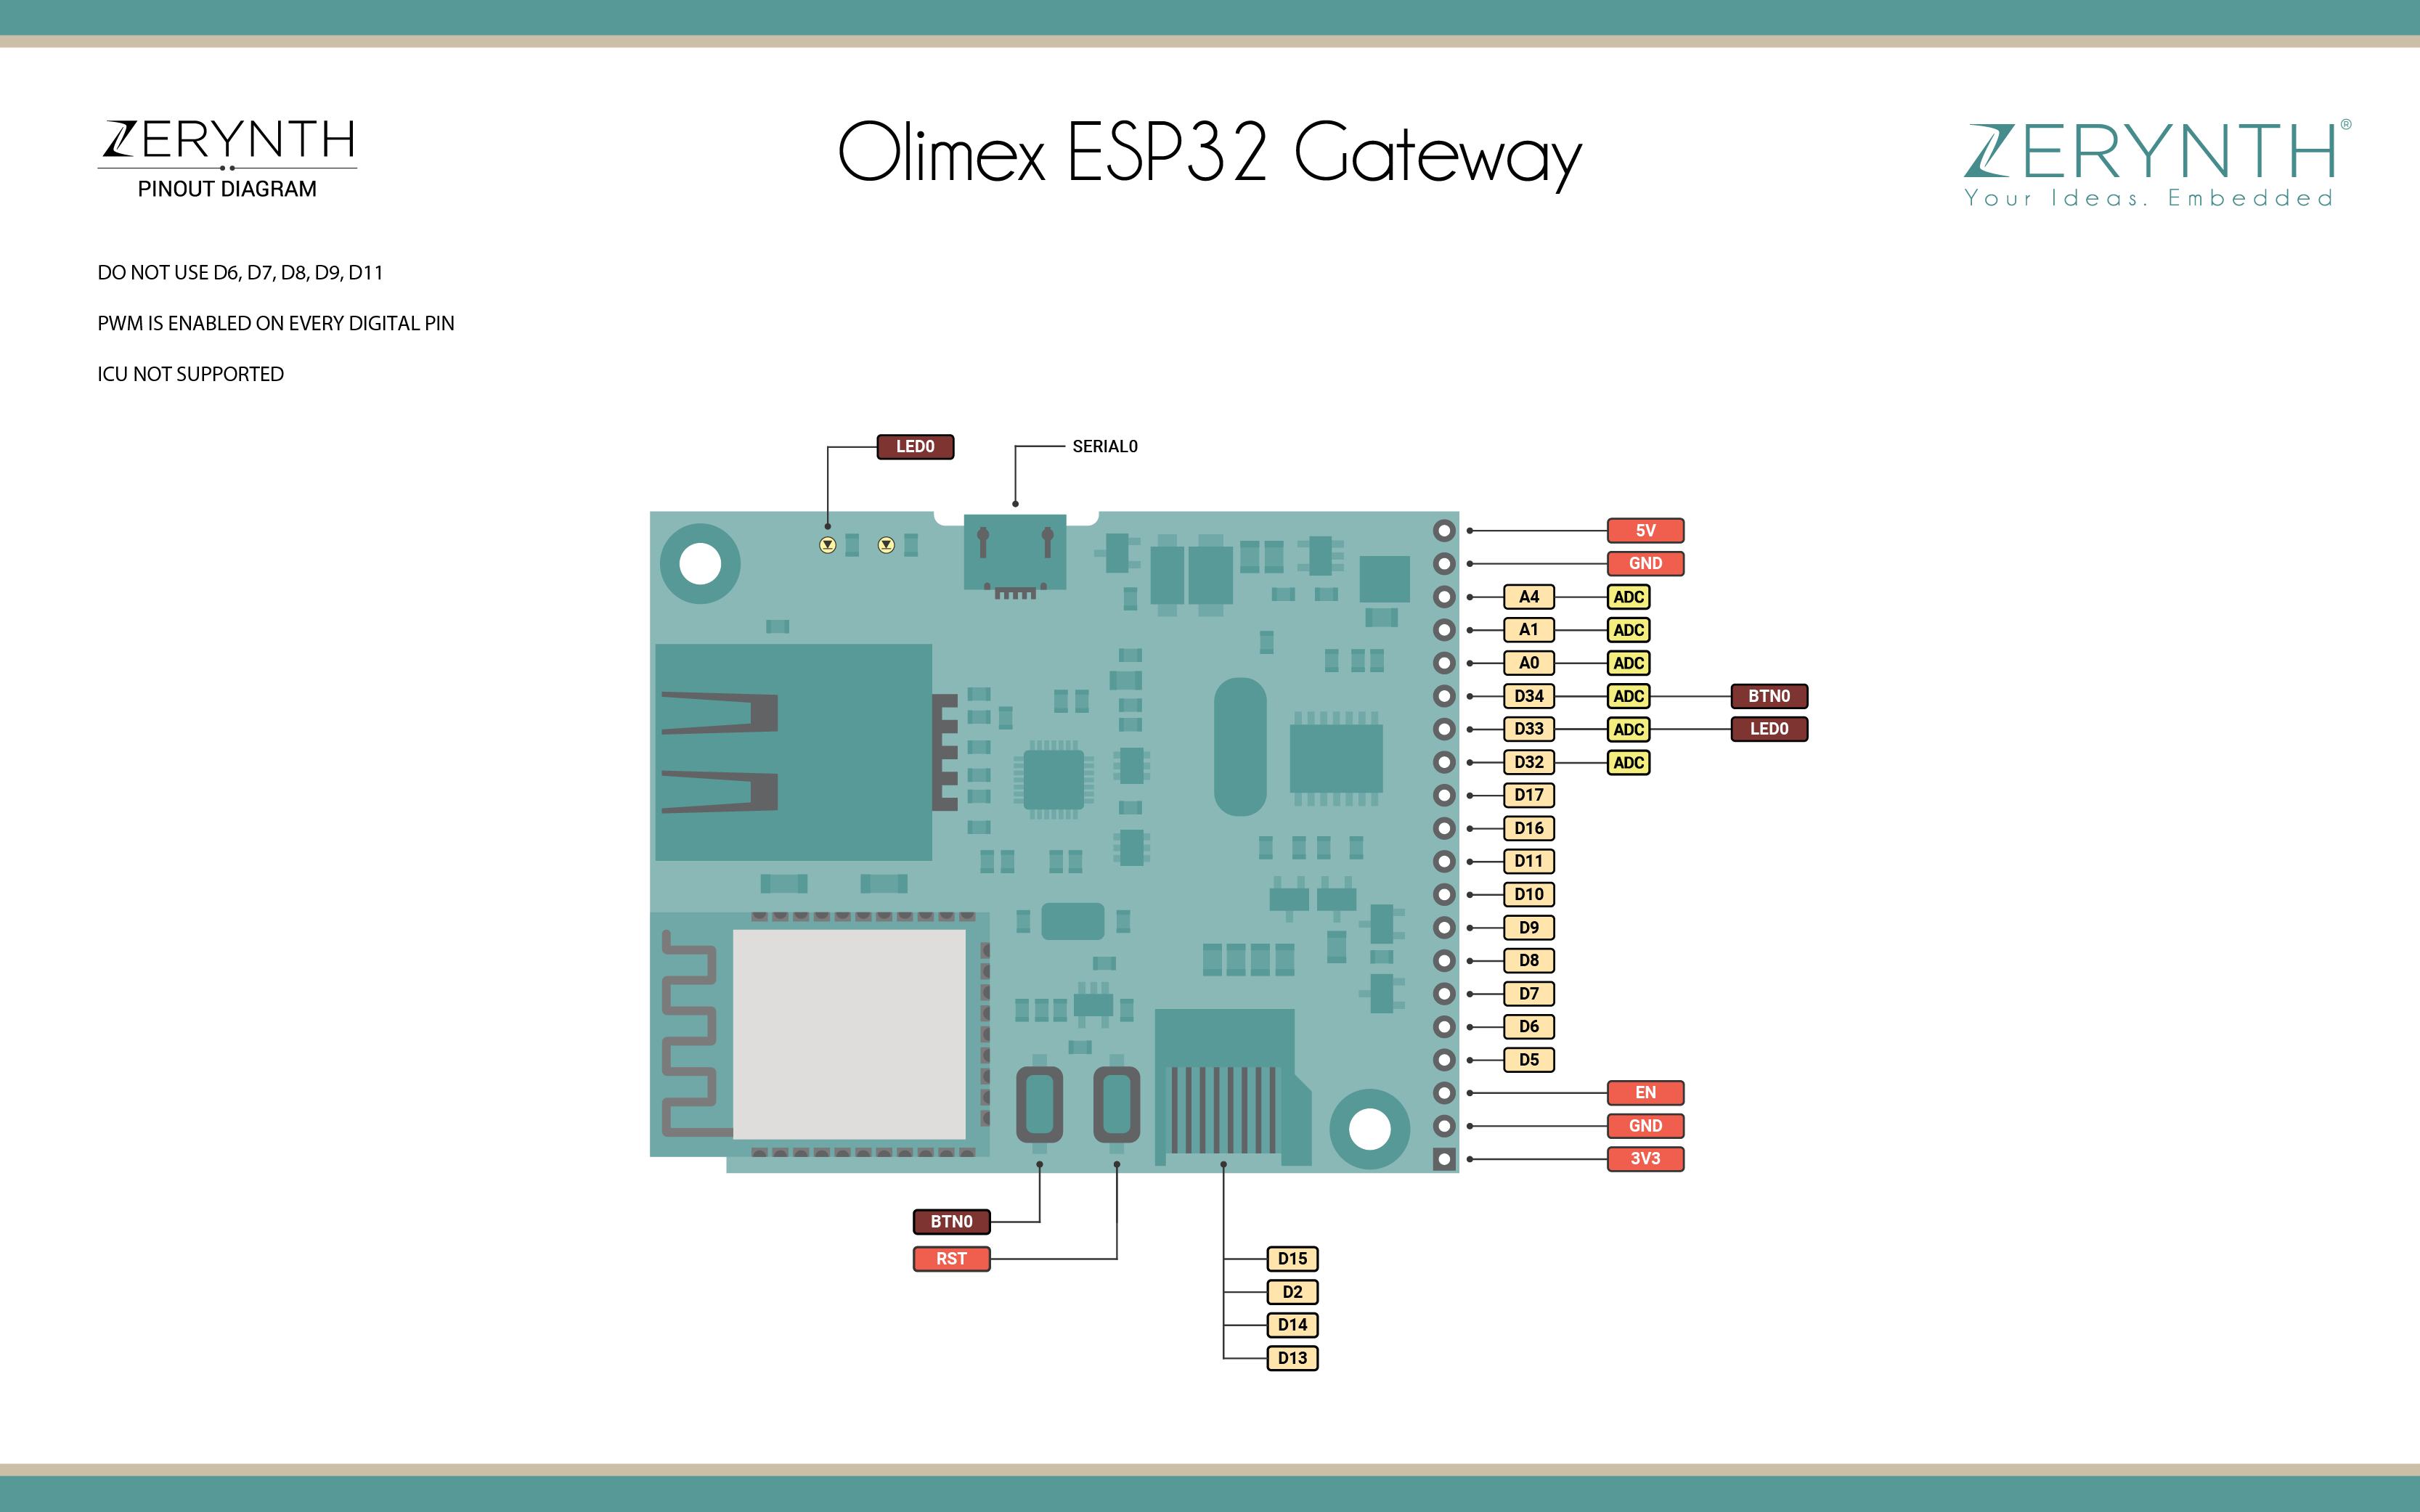 ZERYNTH
PINOUT DIAGRAM
Olimex ESP32 Gateway
ZERYNTH®
Your Ideas. Embedded
DO NOT USE D6, D7, D8, D9, D11
PWM IS ENABLED ON EVERY DIGITAL PIN
ICU NOT SUPPORTED
LED0
SERIAL0
5V
GND
A4 ADC
A1 ADC
A0 ADC
D34 ADC BTN0
D33 ADC LED0
D32 ADC
D17
D16
D11
D10
D9
D8
D7
D6
D5
EN
GND
3V3
BTN0
RST
D15
D2
D14
D13